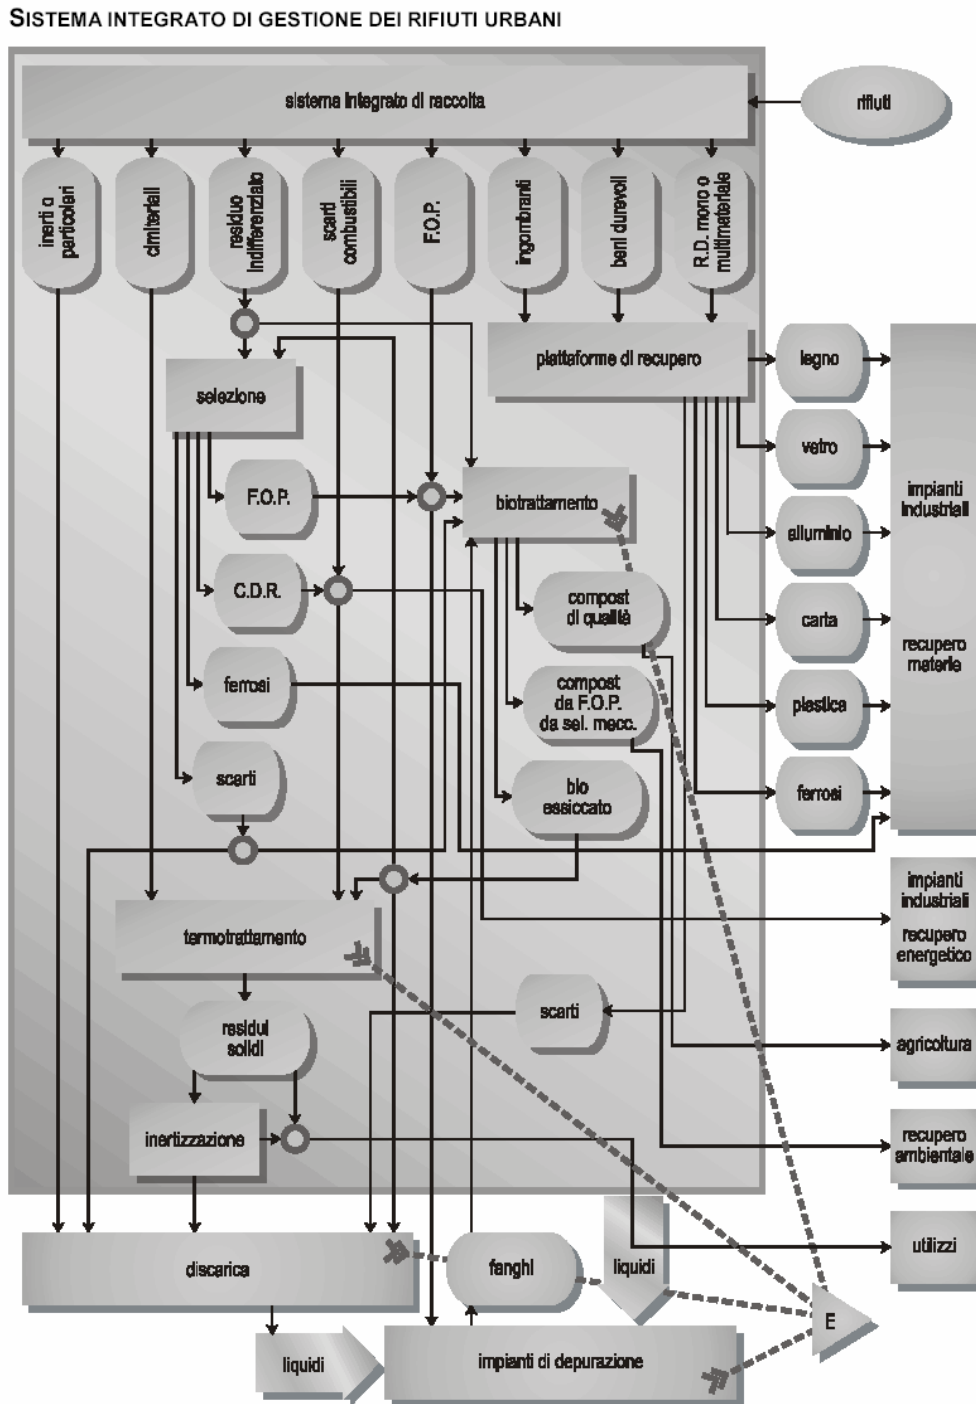 SISTEMA INTEGRATO DI GESTIONE DEI RIFIUTI URBANI
sistema integrato di raccolta
rifiuti
inerti o
particolari
cimiteriali
residuo
indifferenziato
scarti
combustibili
F.O.P.
ingombranti
beni durevoli
R.D. mono o
multimateriale
plattaforme di recupero
legno
selezione
vetro
F.O.P.
biotrattamento
impianti
industriali
alluminio
C.D.R.
compost
di qualità
carta
recupero
materie
ferrosi
compost
da F.O.P.
da sel. mecc.
plastica
scarti
bio
essiccato
ferrosi
impianti
industriali
recupero
energetico
termotrattamento
scarti
residui
solidi
agricoltura
inertizzazione
recupero
ambientale
utilizzi
discarica
fanghi
liquidi
E
liquidi
impianti di depurazione